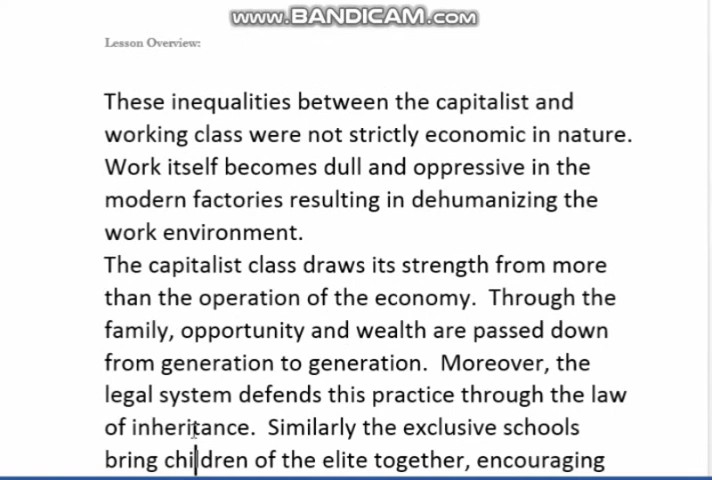 www.BANDICAM.com
Lesson Overview:
These inequalities between the capitalist and
working class were not strictly economic in nature.
Work itself becomes dull and oppressive in the
modern factories resulting in dehumanizing the
work environment.
The capitalist class draws its strength from more
than the operation of the economy.  Through the
family, opportunity and wealth are passed down
from generation to generation.  Moreover, the
legal system defends this practice through the law
of inheritance.  Similarly the exclusive schools
bring children of the elite together, encouraging